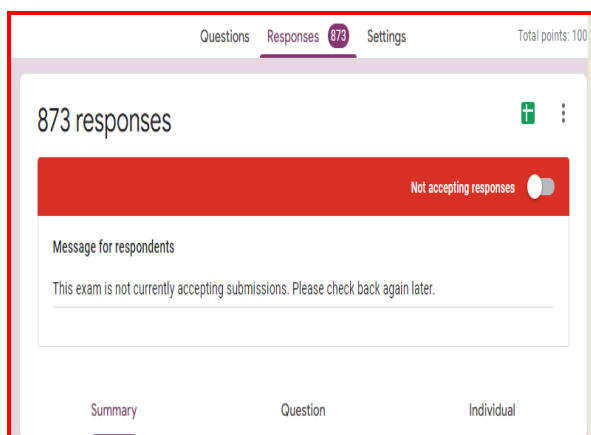 Questions Responses 873 Settings Total points: 100
873 responses
Not accepting responses
Message for respondents
This exam is not currently accepting submissions. Please check back again later.
Summary Question Individual